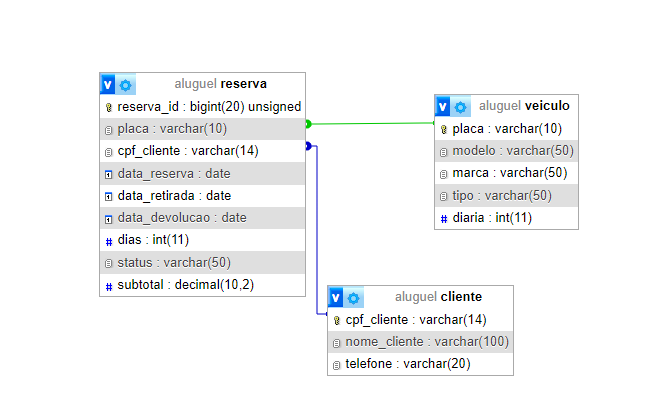 aluguel reserva
reserva_id : bigint(20) unsigned
placa : varchar(10)
cpf_cliente : varchar(14)
data_reserva : date
data_retirada : date
data_devolucao : date
dias : int(11)
status : varchar(50)
subtotal : decimal(10,2)
aluguel veiculo
placa : varchar(10)
modelo : varchar(50)
marca : varchar(50)
tipo : varchar(50)
diaria : int(11)
aluguel cliente
cpf_cliente : varchar(14)
nome_cliente : varchar(100)
telefone : varchar(20)